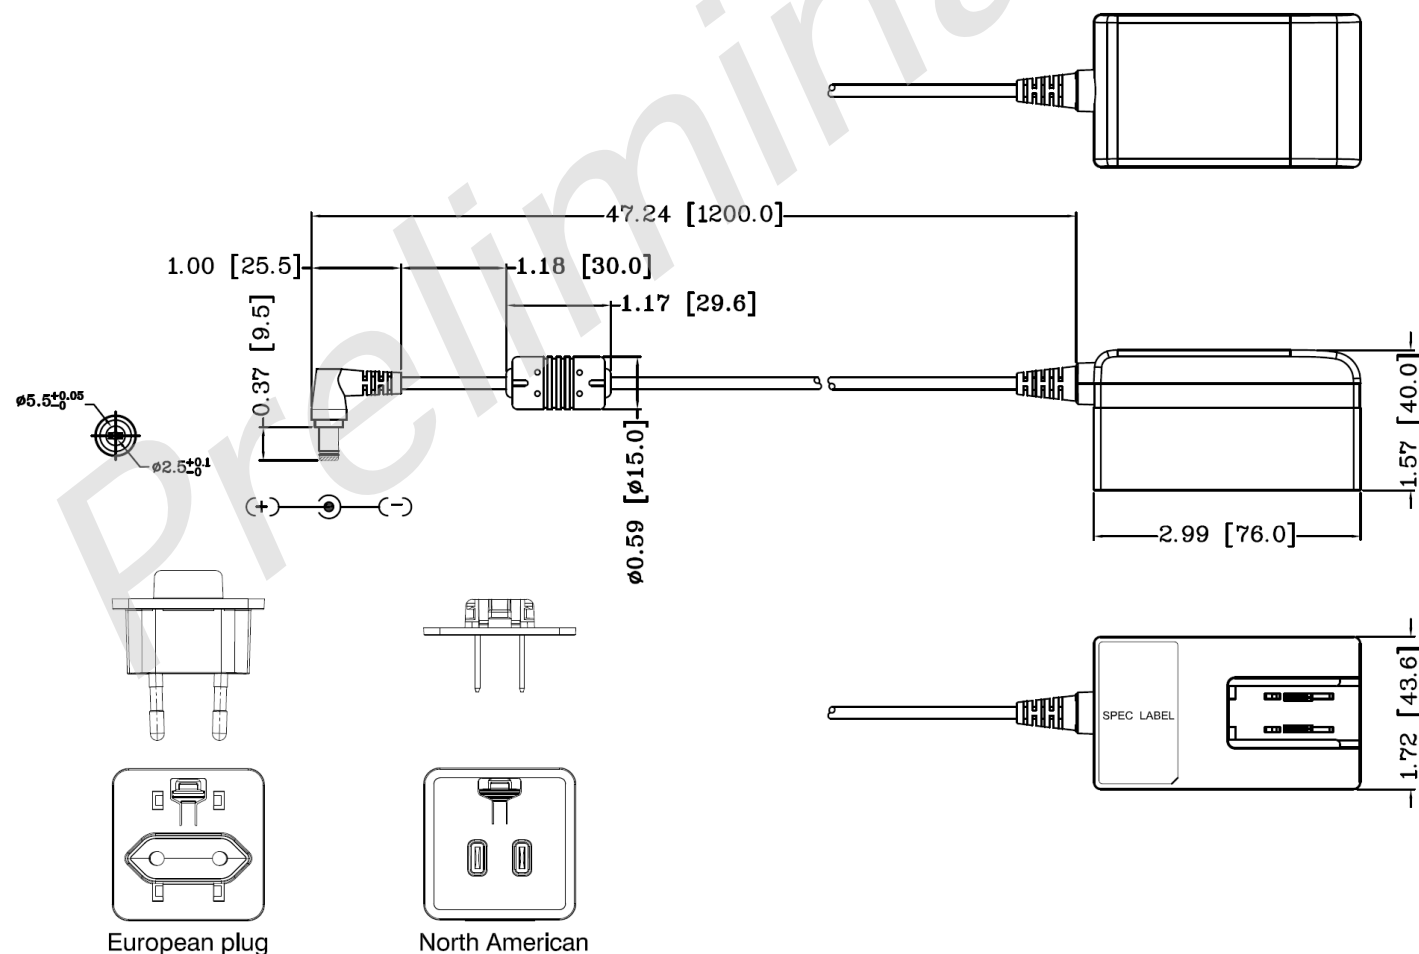 Prelimina
47.24 [1200.0]
1.00 [25.5]
1.18 [30.0]
1.17 [29.6]
0.37 [9.5]
ø5.5+0.05 -0
ø2.5+0.1 -0
ø0.59 [ø15.0]
1.57 [40.0]
(+) (-)
2.99 [76.0]
SPEC LABEL
1.72 [43.6]
European plug
North American